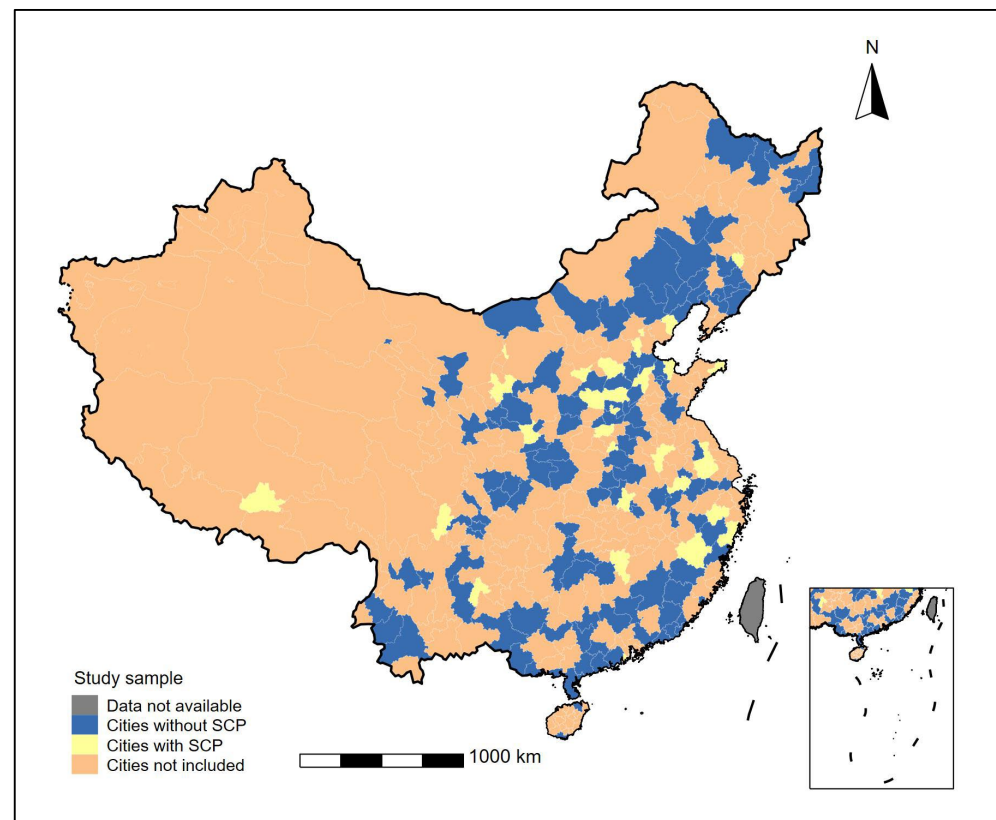 N
Study sample
Data not available
Cities without SCP
Cities with SCP
Cities not included
1000 km